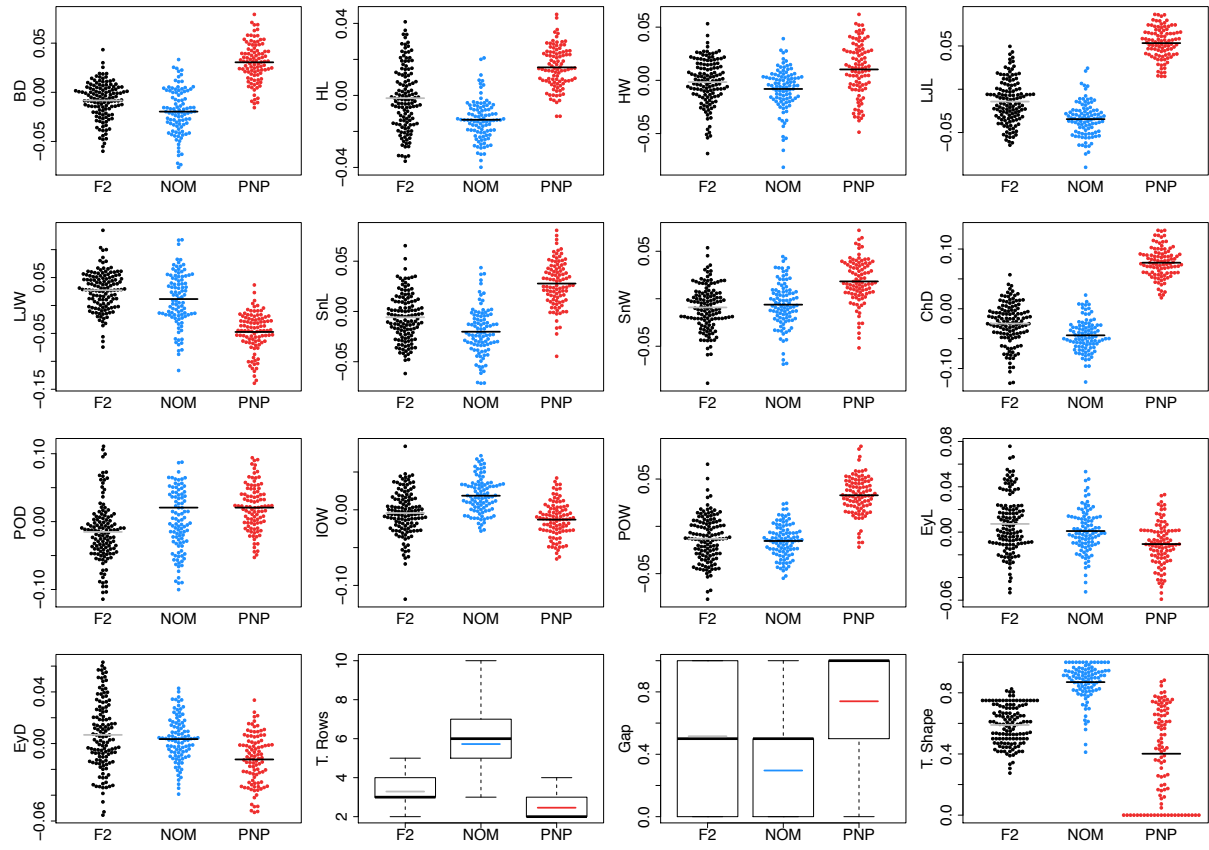 BD
0.05
0.00
−0.05
F2 NOM PNP
HL
0.04
0.00
−0.04
F2 NOM PNP
HW
0.05
0.00
−0.05
F2 NOM PNP
LJL
0.05
−0.05
F2 NOM PNP
LJW
0.05
−0.05
−0.15
F2 NOM PNP
SnL
0.05
0.00
−0.05
F2 NOM PNP
SnW
0.05
0.00
−0.05
F2 NOM PNP
ChD
0.10
0.00
−0.10
F2 NOM PNP
POD
0.10
0.00
−0.10
F2 NOM PNP
IOW
0.00
−0.10
F2 NOM PNP
POW
0.05
−0.05
F2 NOM PNP
EyL
0.08
0.04
0.00
−0.06
F2 NOM PNP
EyD
0.04
0.00
−0.06
F2 NOM PNP
T. Rows
10
8
6
4
2
F2 NOM PNP
Gap
0.8
0.4
0.0
F2 NOM PNP
T. Shape
0.8
0.4
0.0
F2 NOM PNP